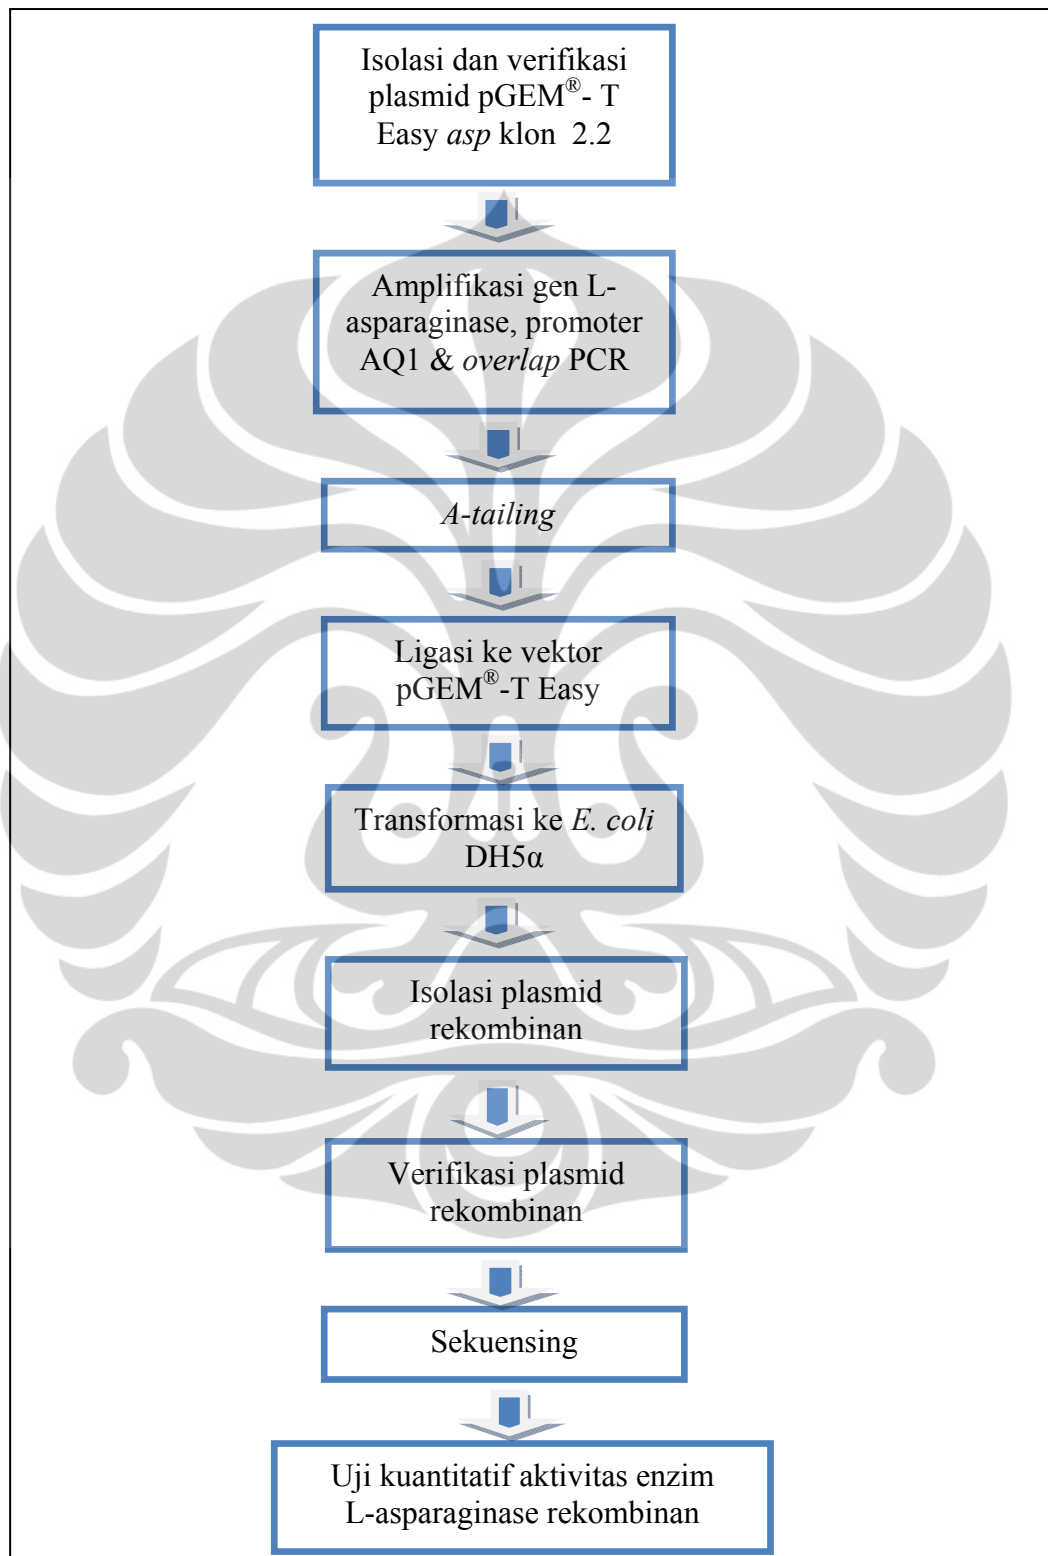 Isolasi dan verifikasi
plasmid pGEM®- T
Easy asp klon 2.2
Amplifikasi gen L-
asparaginase, promoter
AQ1 & overlap PCR
A-tailing
Ligasi ke vektor
pGEM®-T Easy
Transformasi ke E. coli
DH5α
Isolasi plasmid
rekombinan
Verifikasi plasmid
rekombinan
Sekuensing
Uji kuantitatif aktivitas enzim
L-asparaginase rekombinan